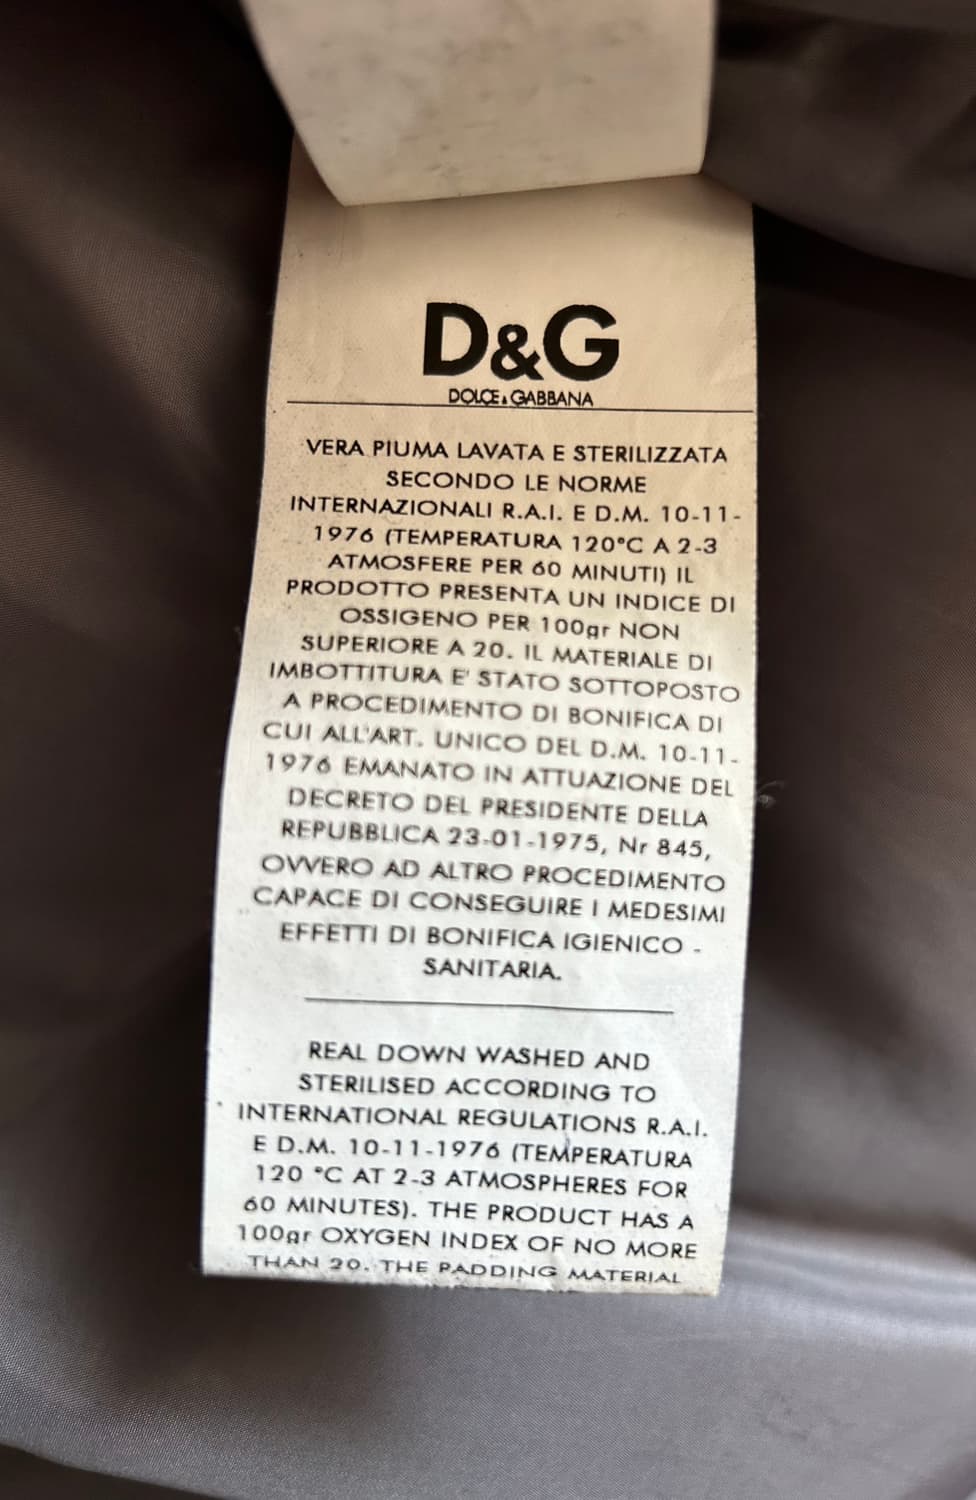 D&G
DOLCE & GABBANA
VERA PIUMA LAVATA E STERILIZZATA
SECONDO LE NORME
INTERNAZIONALI R.A.I. E D.M. 10-11-
1976 (TEMPERATURA 120°C A 2-3
ATMOSFERE PER 60 MINUTI) IL
PRODOTTO PRESENTA UN INDICE DI
OSSIGENO PER 100gr NON
SUPERIORE A 20. IL MATERIALE DI
IMBOTTITURA E' STATO SOTTOPOSTO
A PROCEDIMENTO DI BONIFICA DI
CUI ALL'ART. UNICO DEL D.M. 10-11-
1976 EMANATO IN ATTUAZIONE DEL
DECRETO DEL PRESIDENTE DELLA
REPUBBLICA 23-01-1975, Nr 845,
OVVERO AD ALTRO PROCEDIMENTO
CAPACE DI CONSEGUIRE I MEDESIMI
EFFETTI DI BONIFICA IGIENICO -
SANITARIA.
REAL DOWN WASHED AND
STERILISED ACCORDING TO
INTERNATIONAL REGULATIONS R.A.I.
E D.M. 10-11-1976 (TEMPERATURA
120 °C AT 2-3 ATMOSPHERES FOR
60 MINUTES). THE PRODUCT HAS A
100gr OXYGEN INDEX OF NO MORE
THAN 20. THE PADDING MATERIAL